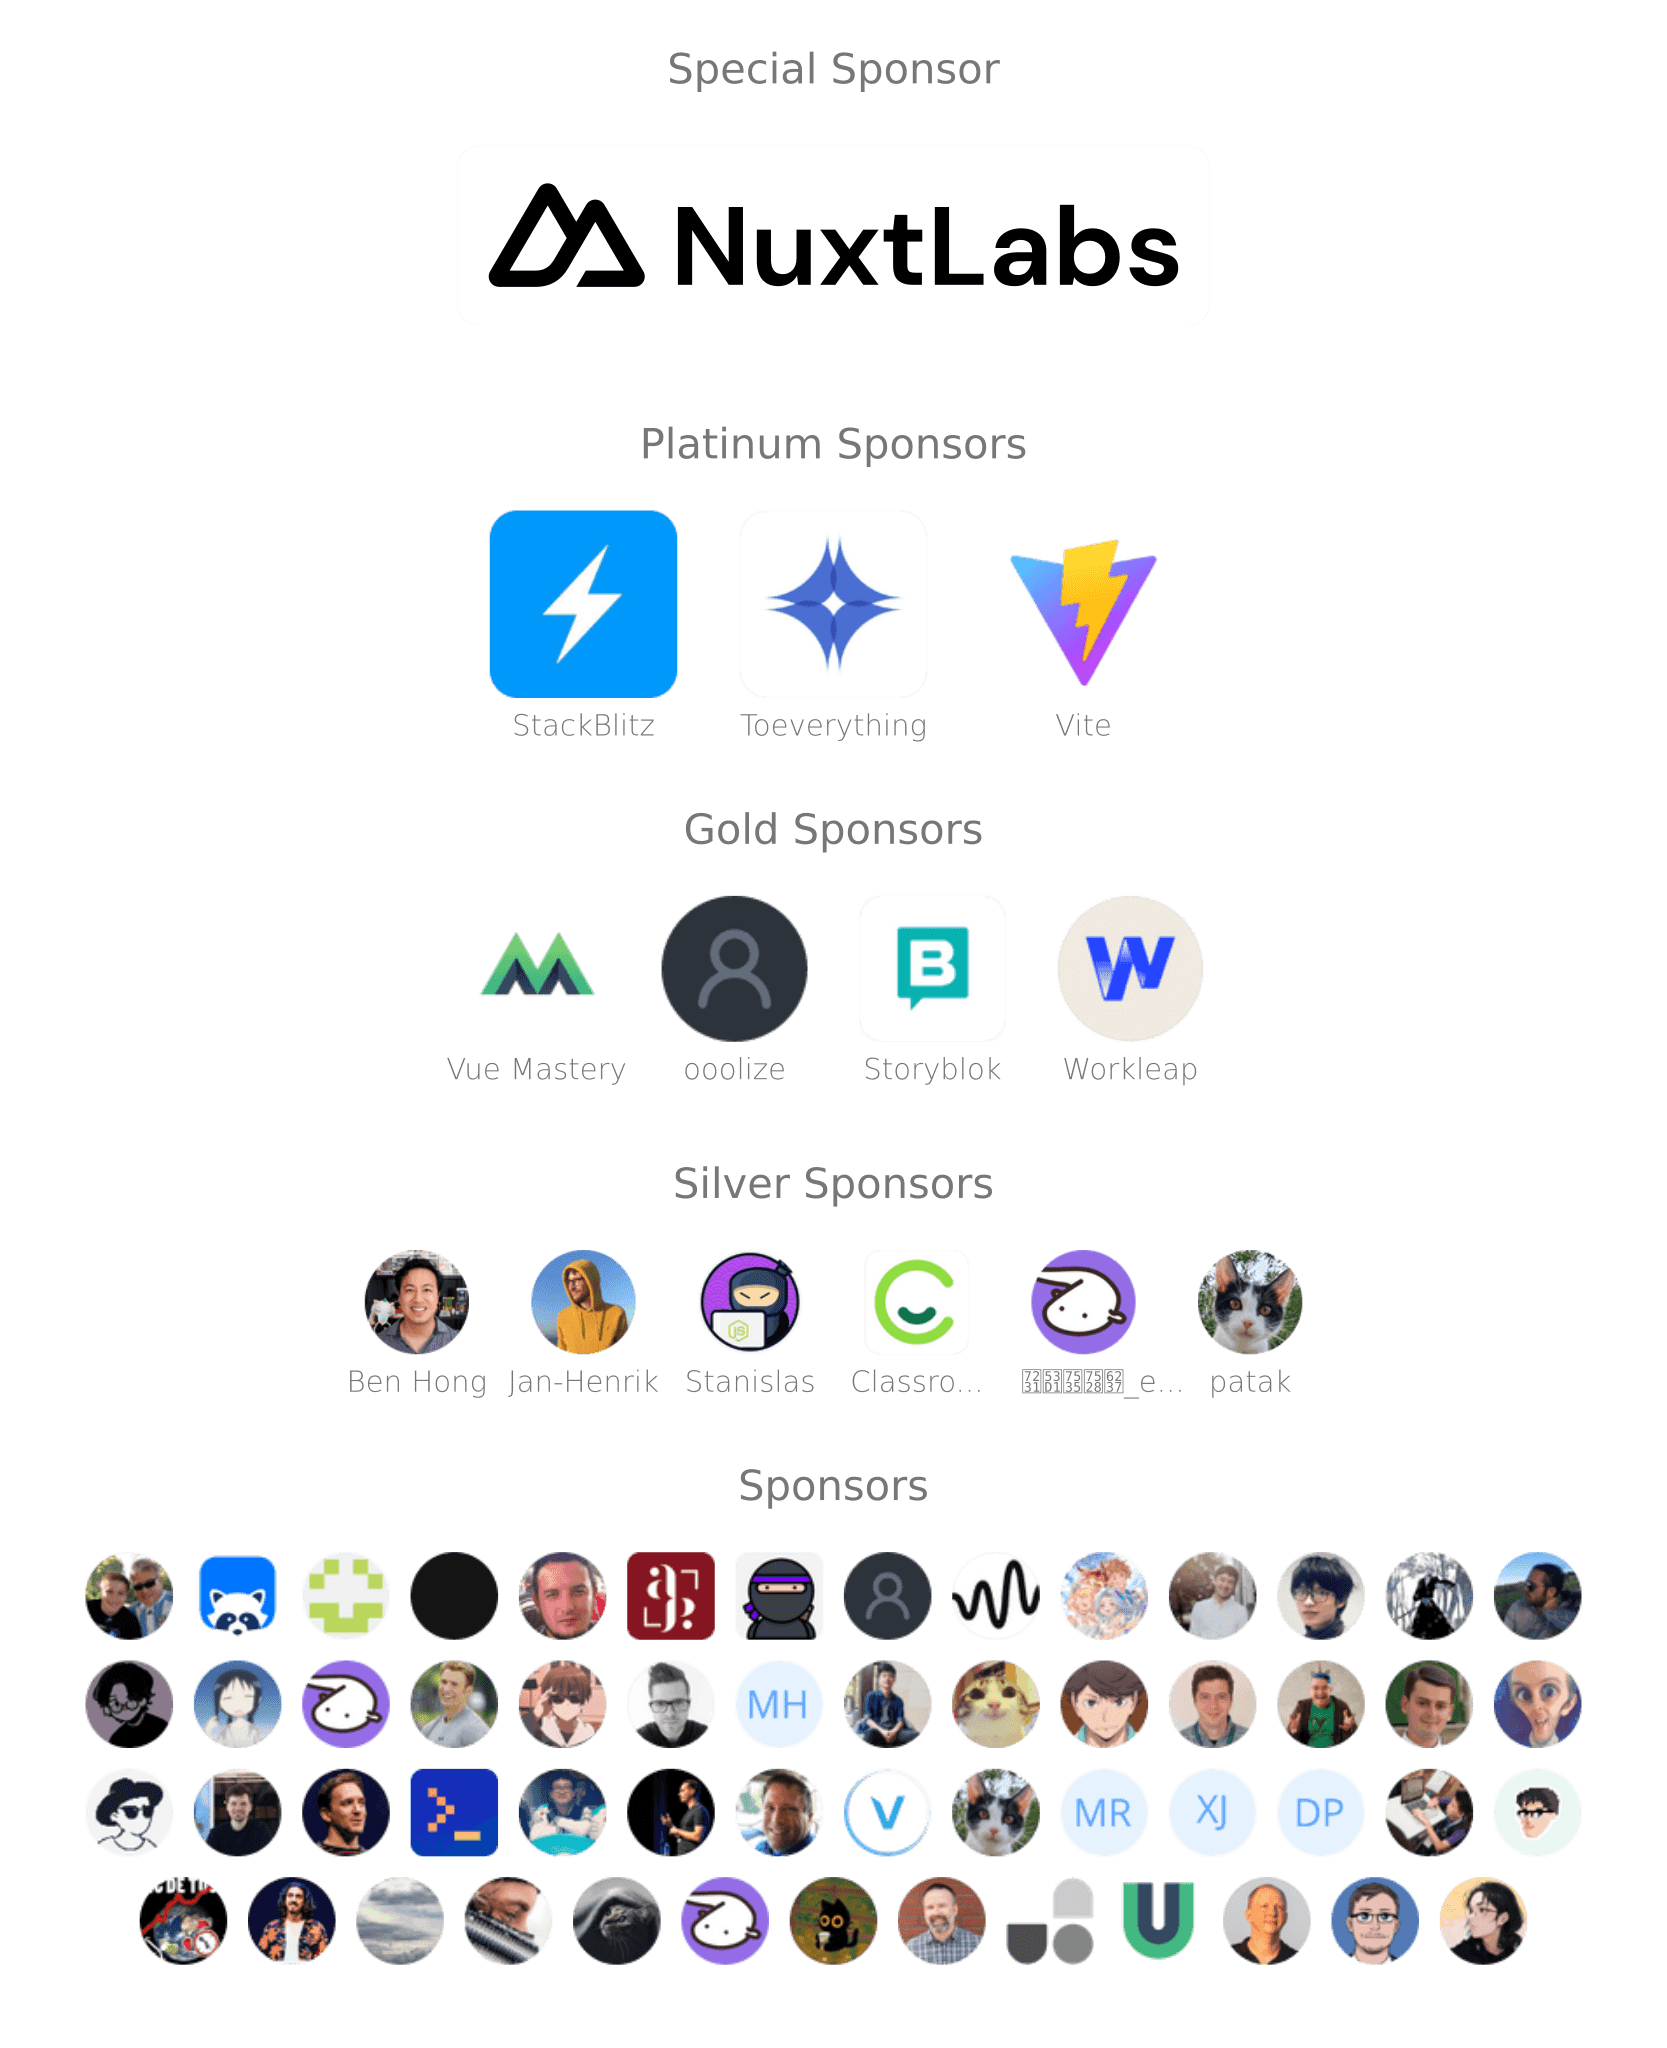 Special Sponsor
NuxtLabs
Platinum Sponsors
StackBlitz Toeverything Vite
Gold Sponsors
B W
Vue Mastery ooolize Storyblok Workleap
Silver Sponsors
JS
Ben Hong Jan-Henrik Stanislas Classro... _e... patak
Sponsors
MH
V MR XJ DP
U